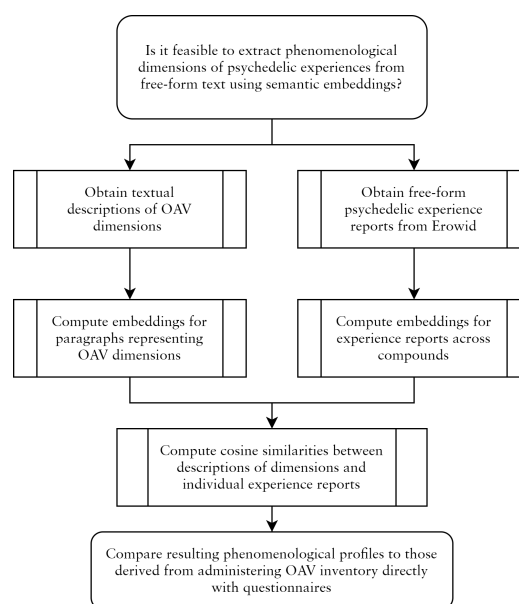 Is it feasible to extract phenomenological
dimensions of psychedelic experiences from
free-form text using semantic embeddings?
Obtain textual
descriptions of OAV
dimensions
Obtain free-form
psychedelic experience
reports from Erowid
Compute embeddings for
paragraphs representing
OAV dimensions
Compute embeddings for
experience reports across
compounds
Compute cosine similarities between
descriptions of dimensions and
individual experience reports
Compare resulting phenomenological profiles to those
derived from administering OAV inventory directly
with questionnaires